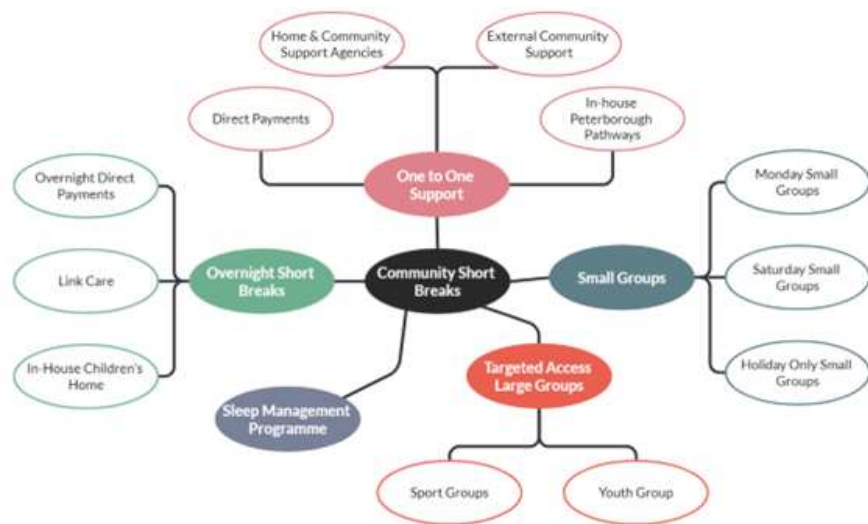 Home & Community
Support Agencies
External Community
Support
Direct Payments
In-house
Peterborough
Pathways
One to One
Support
Overnight Direct
Payments
Monday Small
Groups
Link Care
Overnight Short
Breaks
Community Short
Breaks
Small Groups
Saturday Small
Groups
In-House Children's
Home
Targeted Access
Large Groups
Holiday Only Small
Groups
Sleep Management
Programme
Sport Groups
Youth Group